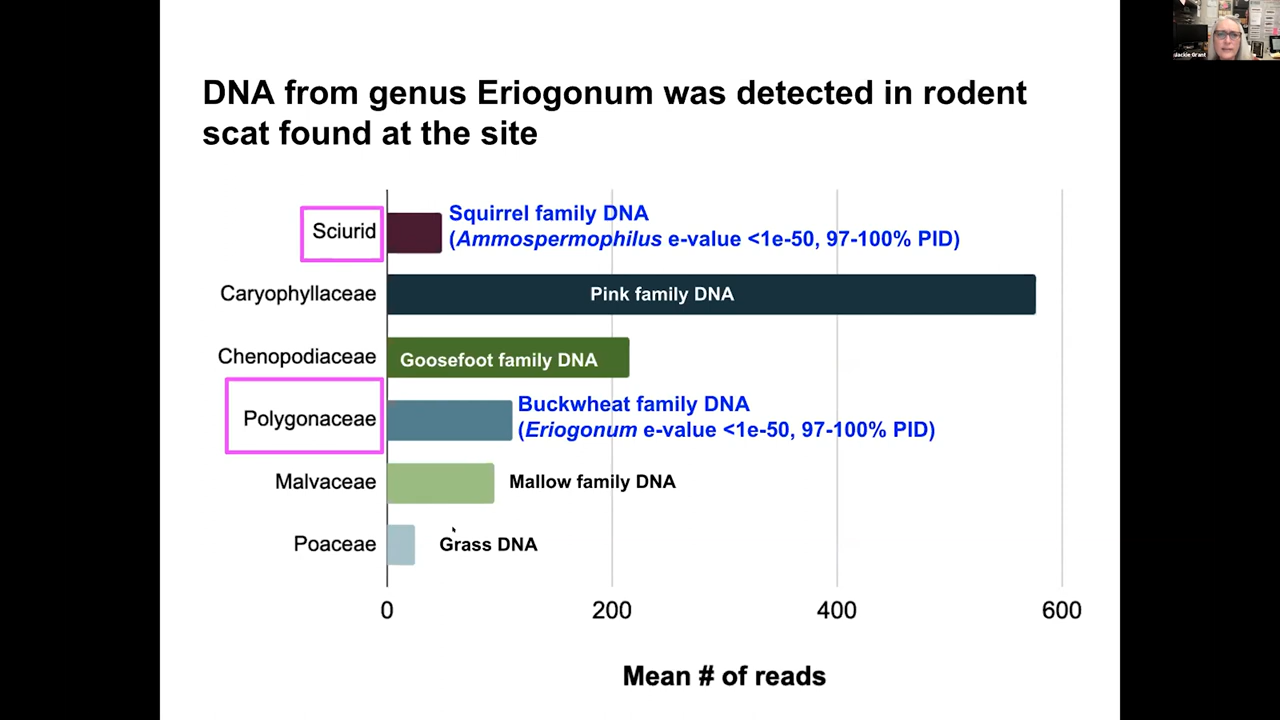 Jackie Grant
DNA from genus Eriogonum was detected in rodent
scat found at the site
Sciurid
Squirrel family DNA
(Ammospermophilus e-value <1e-50, 97-100% PID)
Caryophyllaceae
Pink family DNA
Chenopodiaceae
Goosefoot family DNA
Polygonaceae
Buckwheat family DNA
(Eriogonum e-value <1e-50, 97-100% PID)
Malvaceae
Mallow family DNA
Poaceae
Grass DNA
0
200
400
600
Mean # of reads